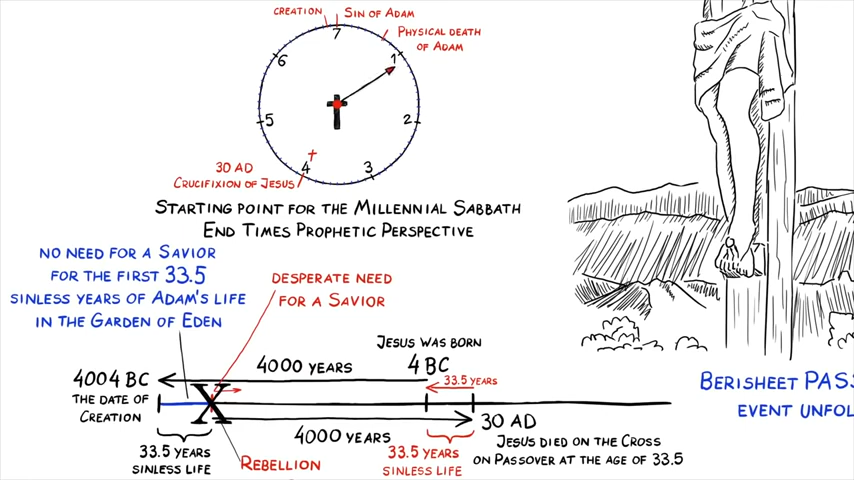 CREATION
SIN OF ADAM
PHYSICAL DEATH
OF ADAM
7
1
2
3
4
5
6
30 AD
CRUCIFIXION OF JESUS
STARTING POINT FOR THE MILLENNIAL SABBATH
END TIMES PROPHETIC PERSPECTIVE
NO NEED FOR A SAVIOR
FOR THE FIRST 33.5
SINLESS YEARS OF ADAM'S LIFE
IN THE GARDEN OF EDEN
DESPERATE NEED
FOR A SAVIOR
JESUS WAS BORN
4 BC
4000 YEARS
33.5 YEARS
4004 BC
THE DATE OF
CREATION
X
4000 YEARS
30 AD
JESUS DIED ON THE CROSS
ON PASSOVER AT THE AGE OF 33.5
33.5 YEARS
SINLESS LIFE
REBELLION
33.5 YEARS
SINLESS LIFE
BERISHEET PASS
EVENT UNFOL